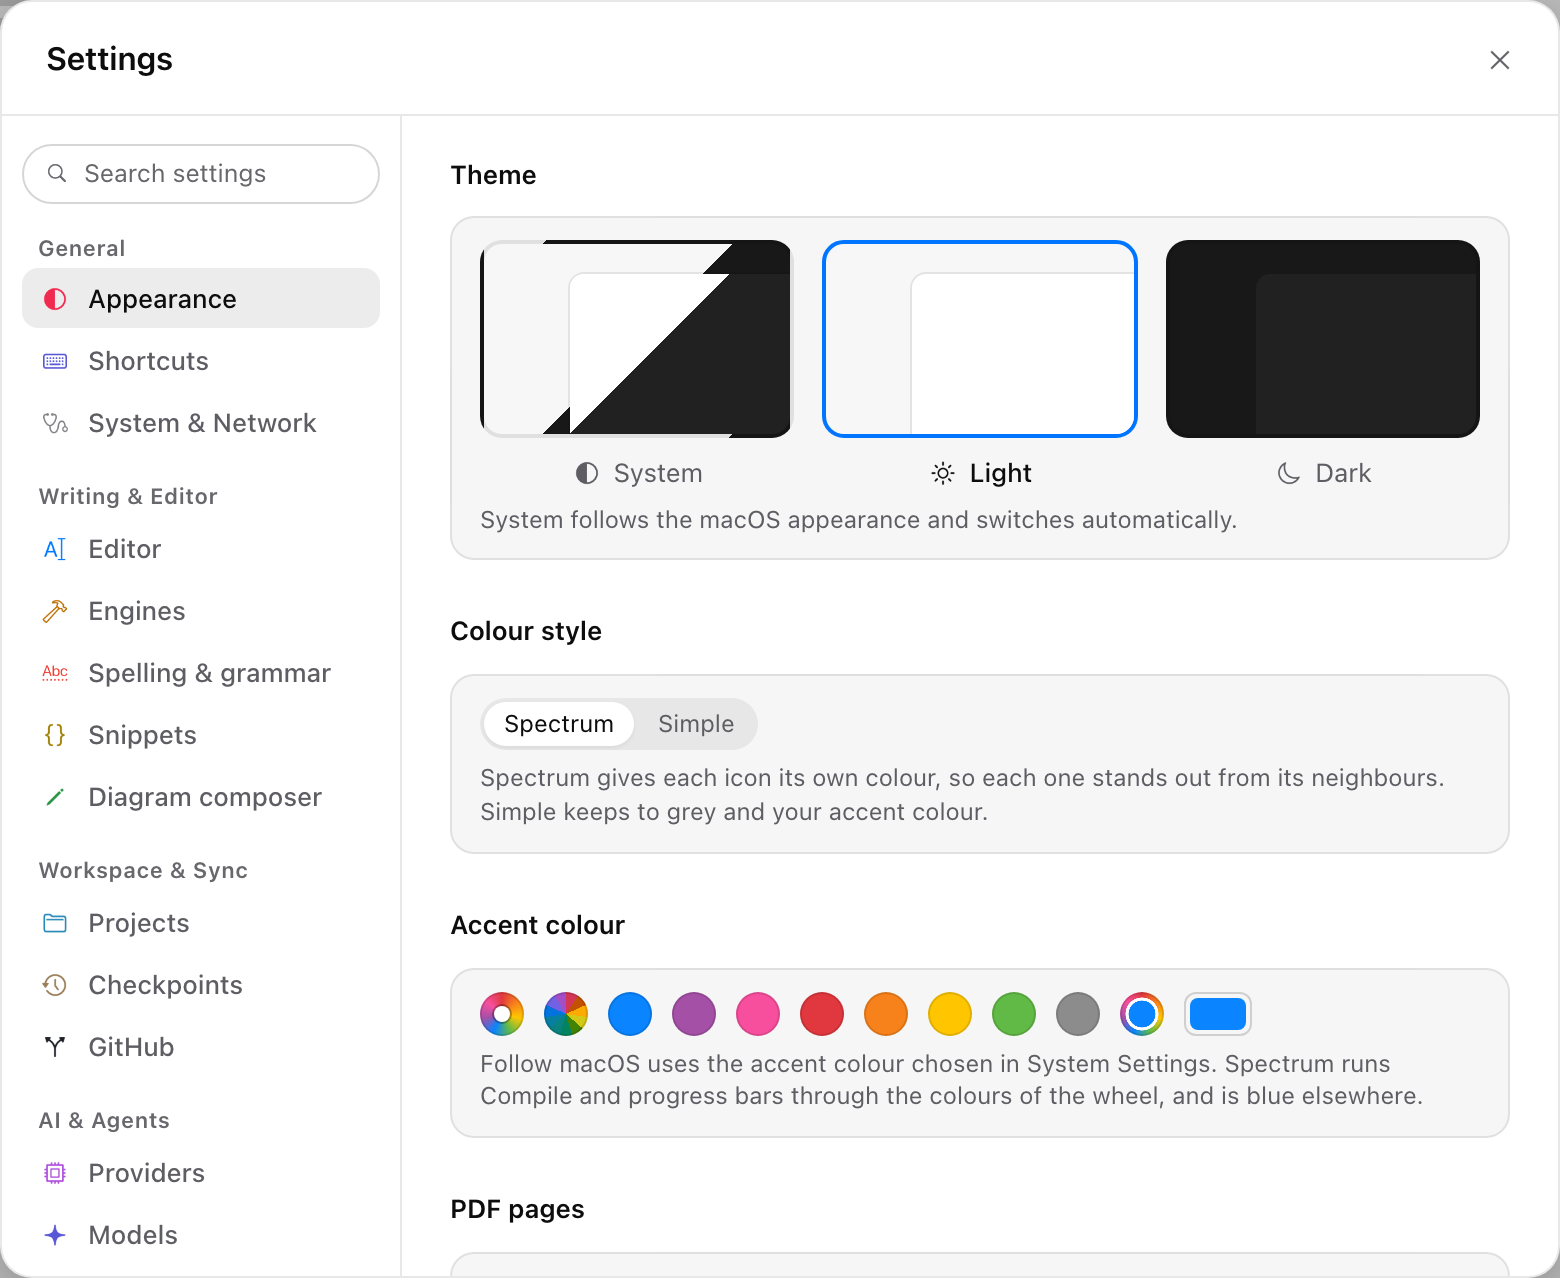 Settings
Search settings
General
Appearance
Shortcuts
System & Network
Writing & Editor
Editor
Engines
Abc
Spelling & grammar
Snippets
Diagram composer
Workspace & Sync
Projects
Checkpoints
GitHub
AI & Agents
Providers
Models
Theme
System
Light
Dark
System follows the macOS appearance and switches automatically.
Colour style
Spectrum
Simple
Spectrum gives each icon its own colour, so each one stands out from its neighbours.
Simple keeps to grey and your accent colour.
Accent colour
Follow macOS uses the accent colour chosen in System Settings. Spectrum runs
Compile and progress bars through the colours of the wheel, and is blue elsewhere.
PDF pages